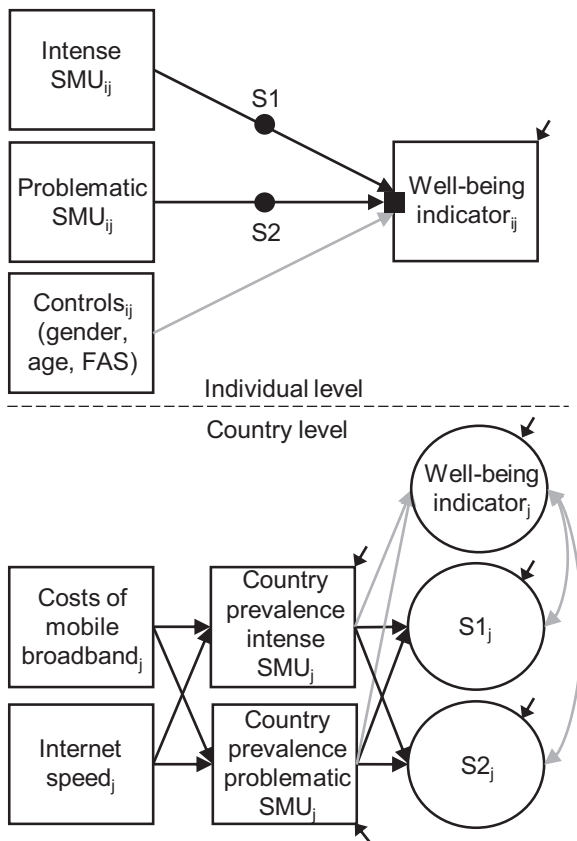 Intense
SMUij
S1
Problematic
SMUij
S2
Well-being
indicatorij
Controlsij
(gender,
age, FAS)
Individual level
Country level
Well-being
indicatorj
Costs of
mobile
broadbandj
Country
prevalence
intense
SMUj
S1j
Internet
speedj
Country
prevalence
problematic
SMUj
S2j